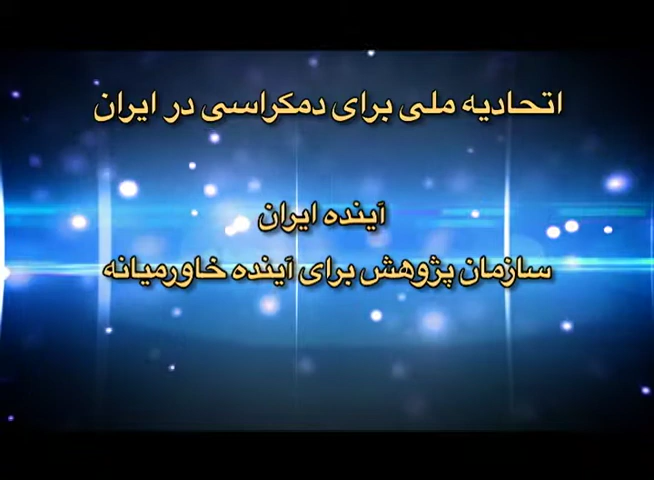 اتحادیه ملی برای دمکراسی در ایران
آینده ایران
سازمان پژوهش برای آینده خاورمیانه